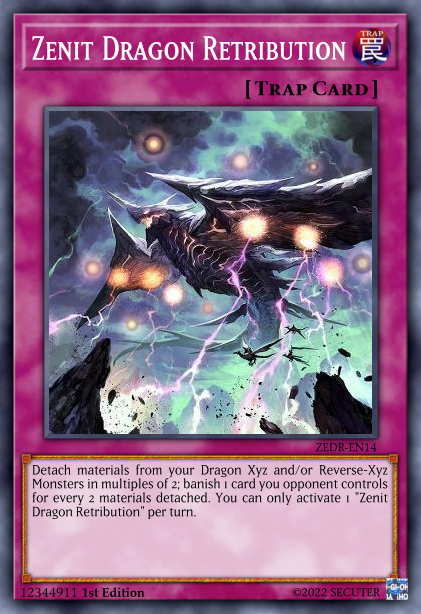 Zenit Dragon Retribution
TRAP
罠
[Trap Card]
ZEDR-EN14
Detach materials from your Dragon Xyz and/or Reverse-Xyz
Monsters in multiples of 2; banish 1 card you opponent controls
for every 2 materials detached. You can only activate 1 "Zenit
Dragon Retribution" per turn.
12344911 1st Edition
©2022 SECUTER